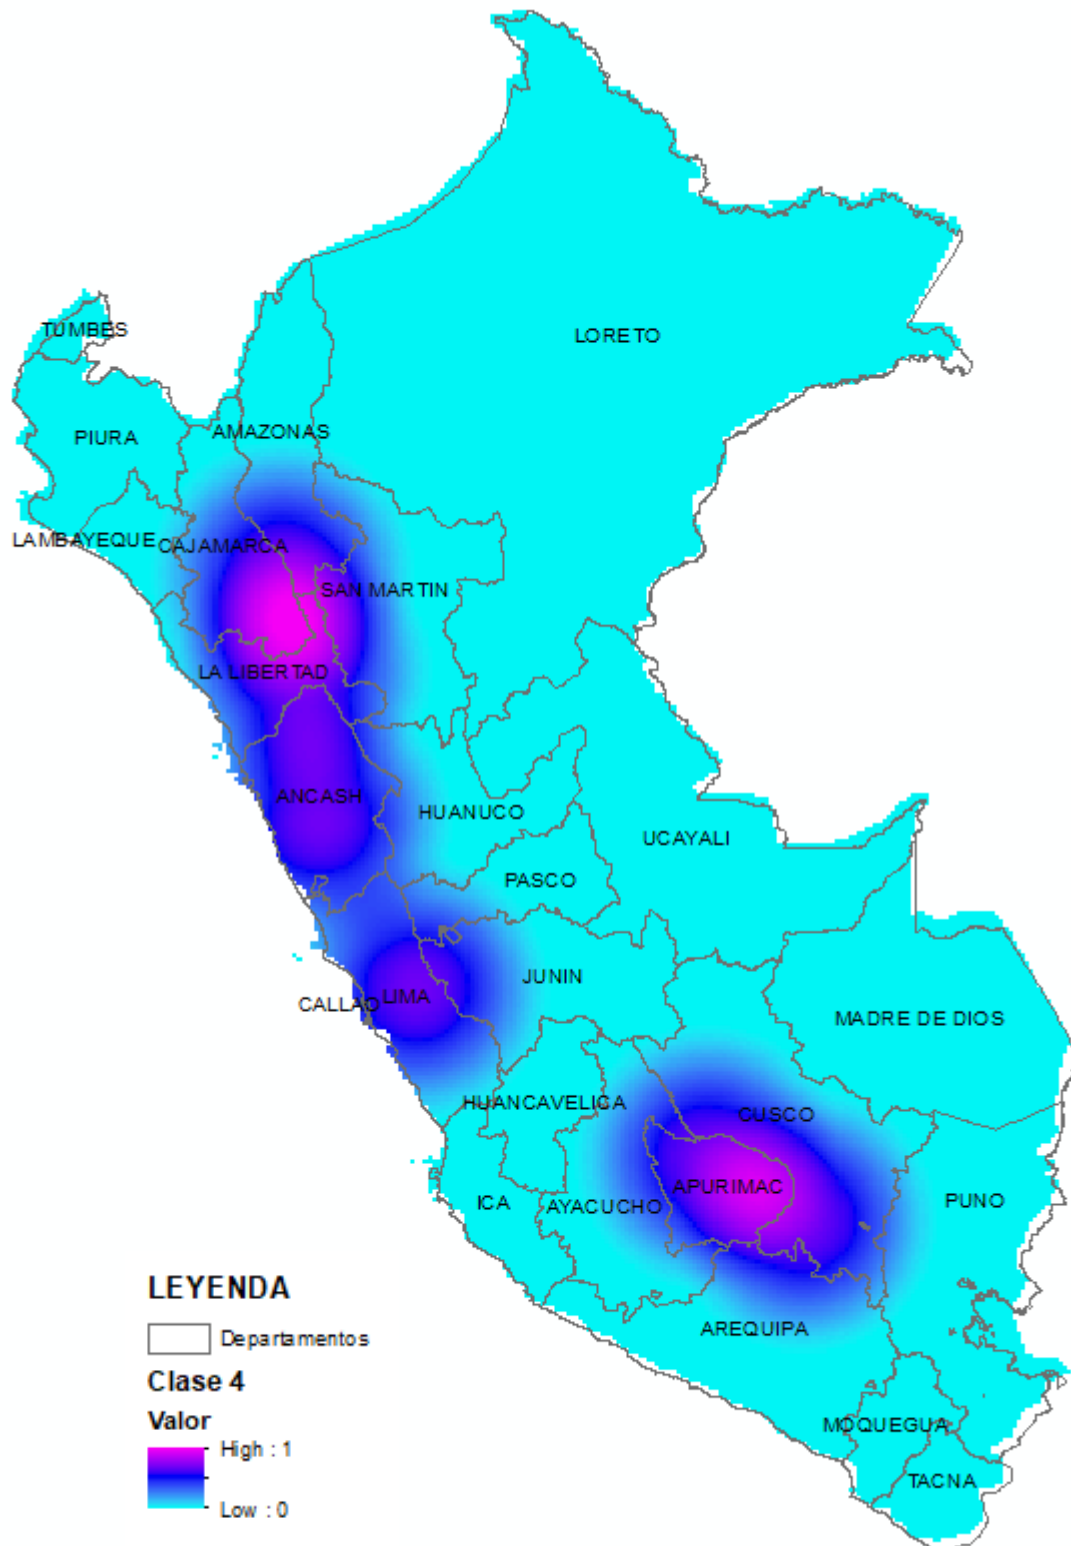 LORETO
TUMBES
AMAZONAS
PIURA
LAMBAYEQUE
CAJAMARCA
SAN MARTIN
LA LIBERTAD
ANCASH
HUANUCO
UCAYALI
PASCO
JUNIN
LIMA
CALLAO
MADRE DE DIOS
HUANCAVELICA
CUSCO
APURIMAC
ICA
AYACUCHO
PUNO
AREQUIPA
MOQUEGUA
TACNA
LEYENDA
Departamentos
Clase 4
Valor
High : 1
Low : 0